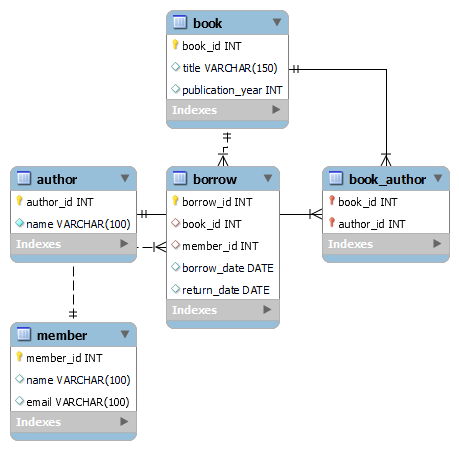 book
book_id INT
title VARCHAR(150)
publication_year INT
Indexes
author
author_id INT
name VARCHAR(100)
Indexes
borrow
borrow_id INT
book_id INT
member_id INT
borrow_date DATE
return_date DATE
Indexes
book_author
book_id INT
author_id INT
Indexes
member
member_id INT
name VARCHAR(100)
email VARCHAR(100)
Indexes